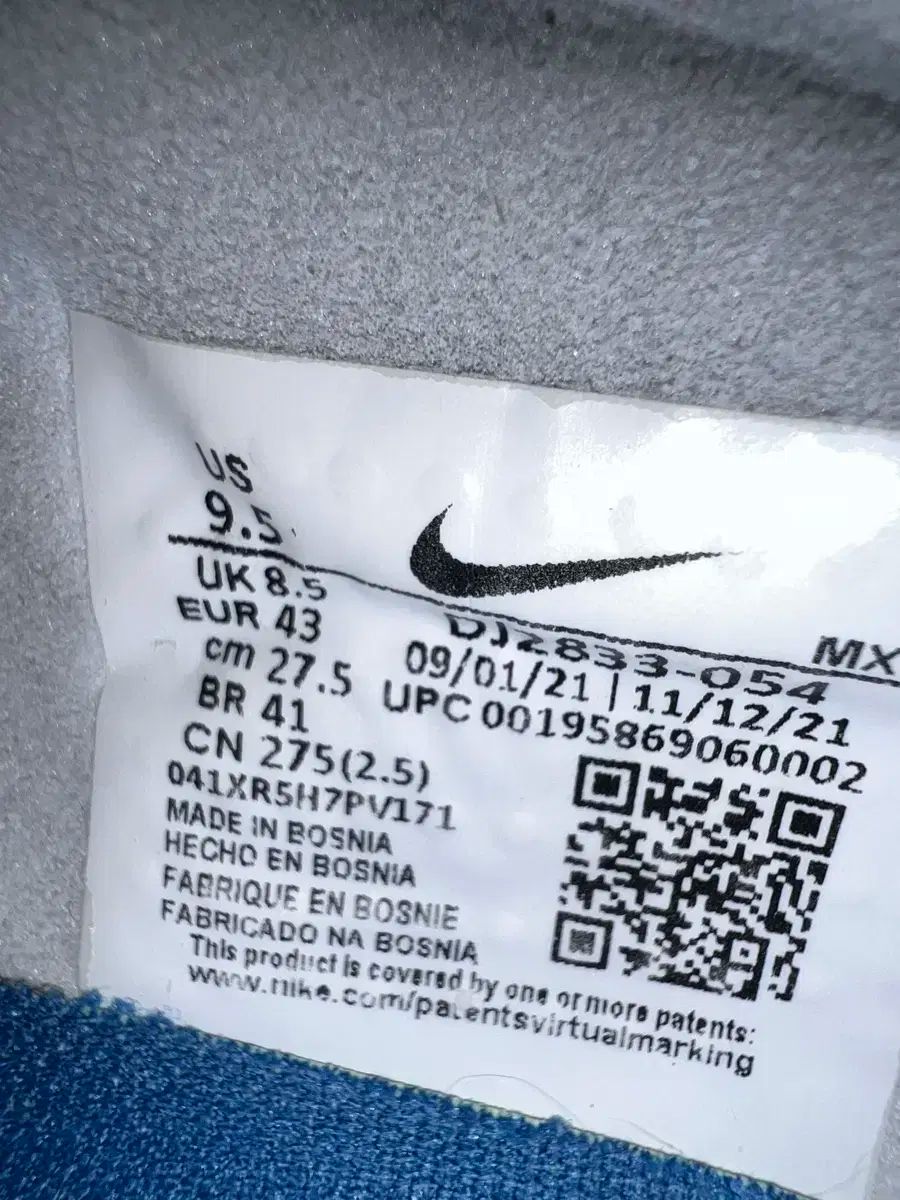 US
9.5
UK 8.5
EUR 43
cm 27.5
BR 41
CN 275(2.5)
041XR5H7PV171
MADE IN BOSNIA
HECHO EN BOSNIA
FABRIQUE EN BOSNIE
FABRICADO NA BOSNIA
This product is covered by one or more patents:
www.nike.com/patentsvirtualmarking
MX
DJ2833-054
09/01/21 | 11/12/21
UPC 00195869060002